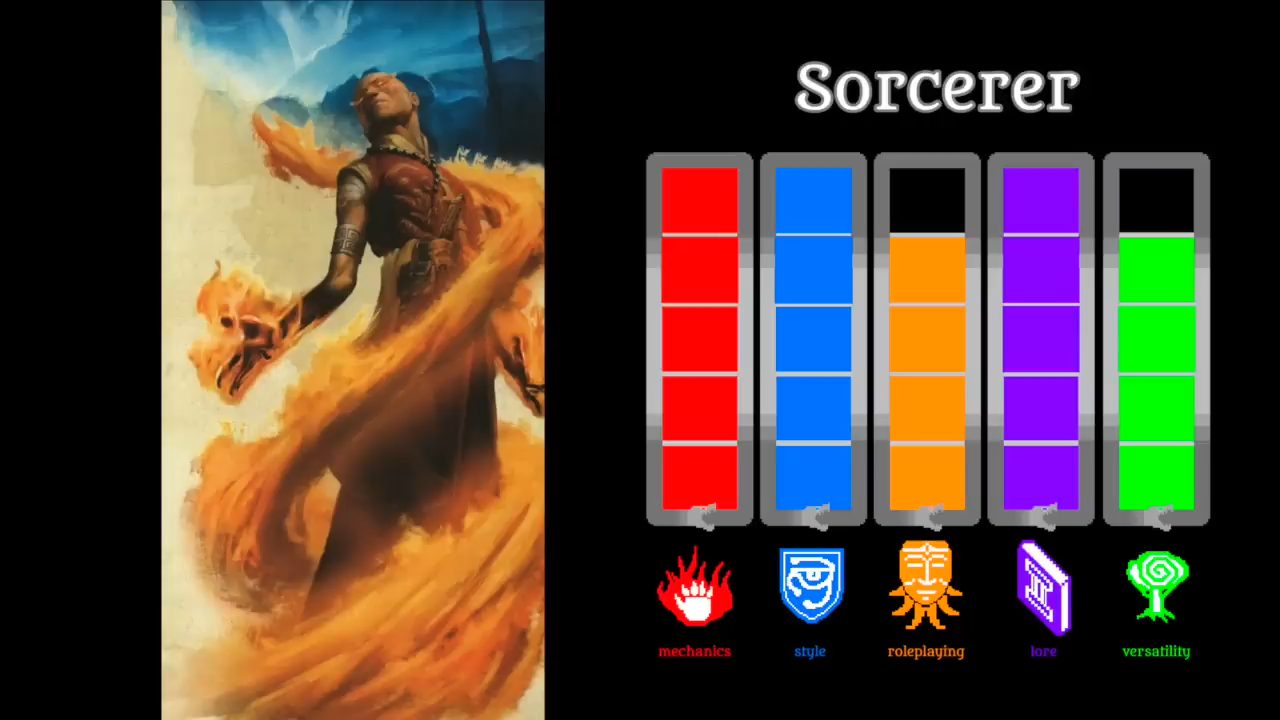 Sorcerer
mechanics
style
roleplaying
lore
versatility